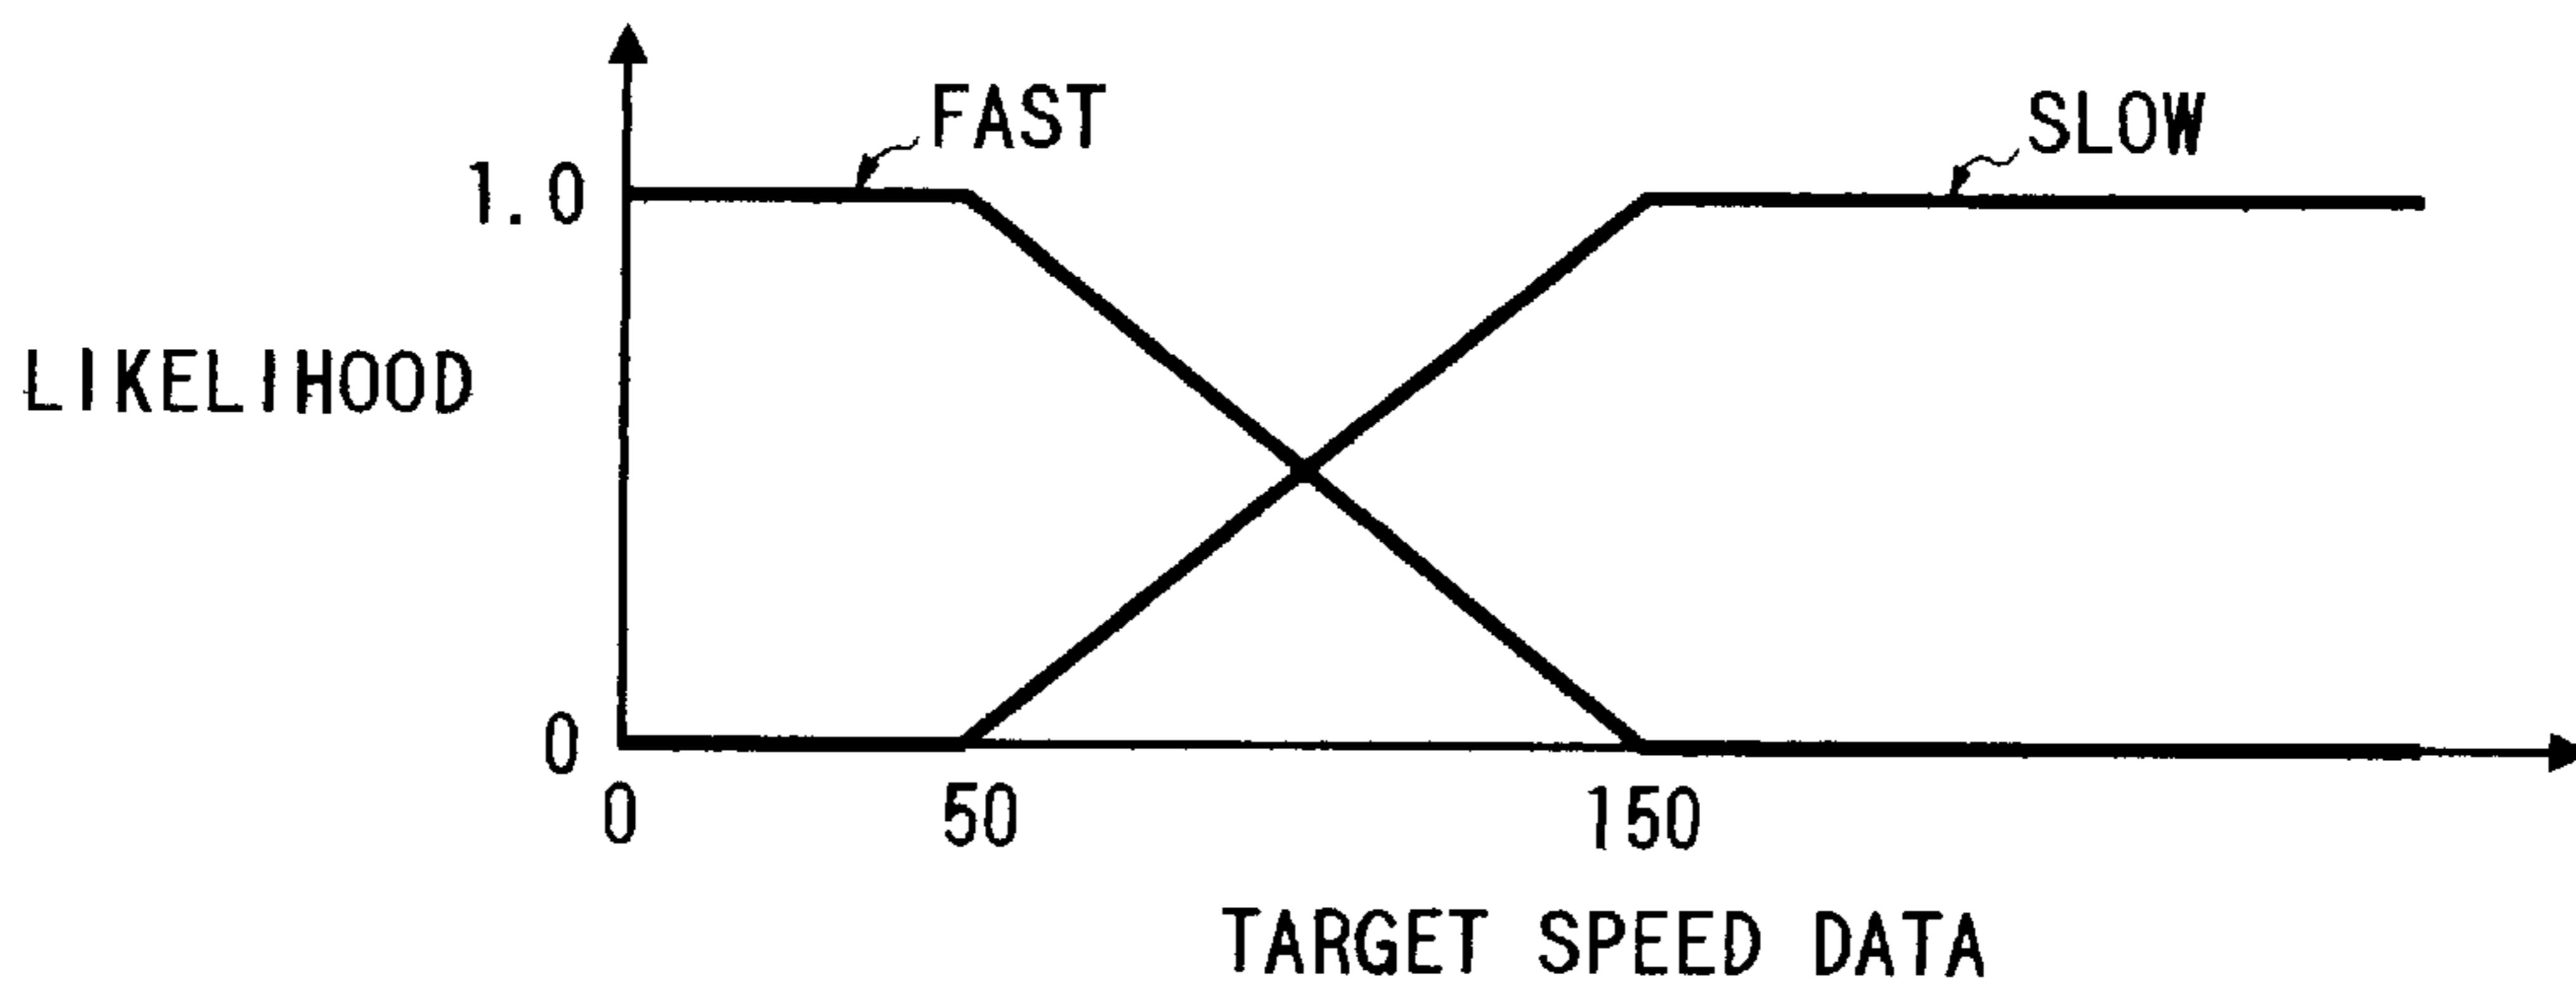 FAST
SLOW
1.0
LIKELIHOOD
0
0 50 150
TARGET SPEED DATA